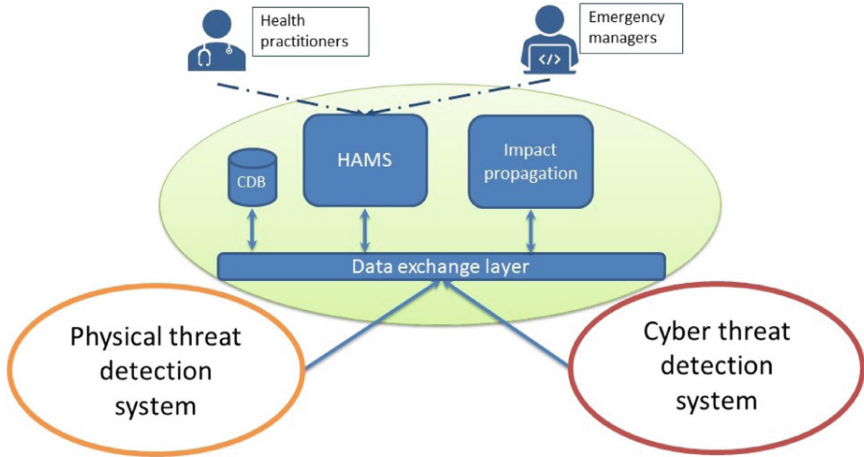 Health
practitioners
Emergency
managers
</>
CDB
HAMS
Impact
propagation
Data exchange layer
Physical threat
detection
system
Cyber threat
detection
system